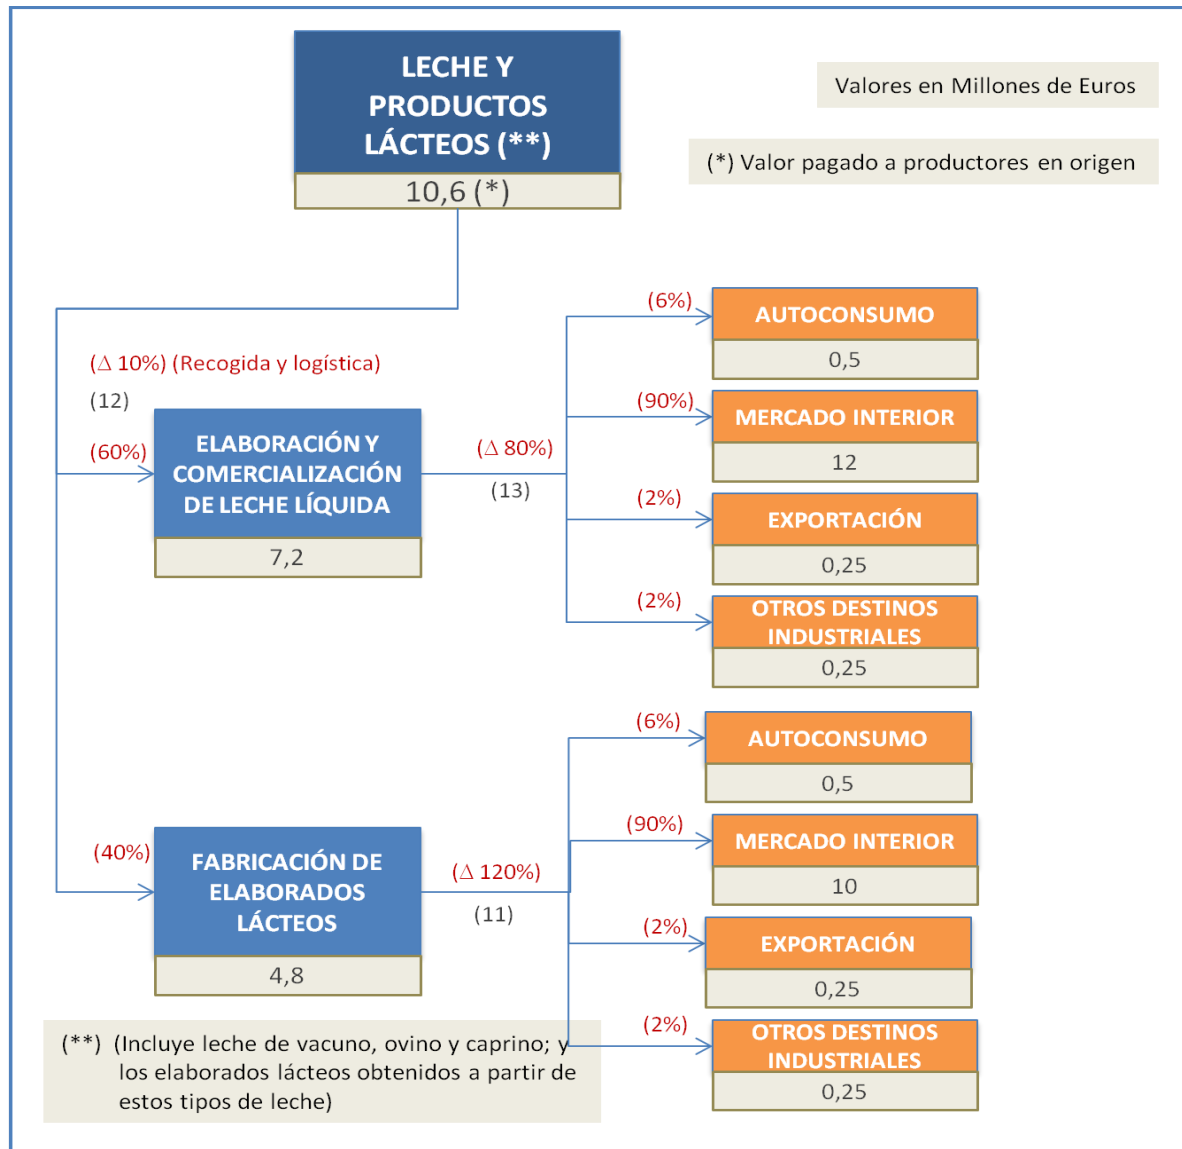 LECHE Y
PRODUCTOS
LÁCTEOS (**)
10,6 (*)
Valores en Millones de Euros
(*) Valor pagado a productores en origen
(Δ 10%) (Recogida y logística)
(12)
(60%)
ELABORACIÓN Y
COMERCIALIZACIÓN
DE LECHE LÍQUIDA
7,2
(Δ 80%)
(13)
(6%)
AUTOCONSUMO
0,5
(90%)
MERCADO INTERIOR
12
(2%)
EXPORTACIÓN
0,25
(2%)
OTROS DESTINOS
INDUSTRIALES
0,25
(40%)
FABRICACIÓN DE
ELABORADOS
LÁCTEOS
4,8
(Δ 120%)
(11)
(6%)
AUTOCONSUMO
0,5
(90%)
MERCADO INTERIOR
10
(2%)
EXPORTACIÓN
0,25
(2%)
OTROS DESTINOS
INDUSTRIALES
0,25
(**) (Incluye leche de vacuno, ovino y caprino; y
los elaborados lácteos obtenidos a partir de
estos tipos de leche)